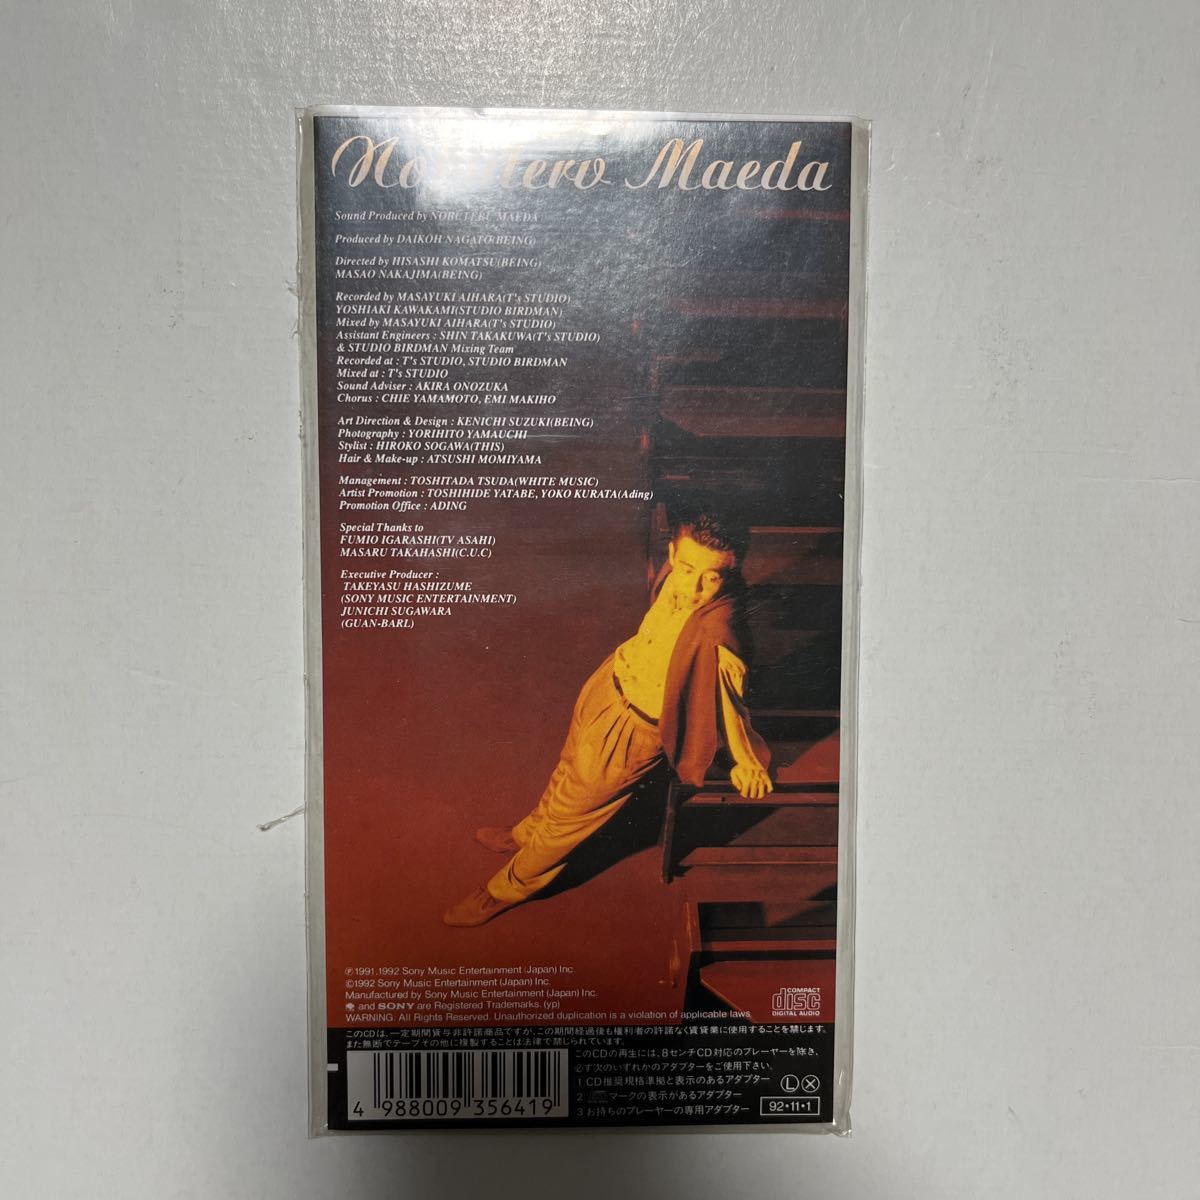 Nobuteru Maeda
Sound Produced by NOBUTERU MAEDA
Produced by DAIKOH NAGATO(BEING)
Directed by HISASHI KOMATSU(BEING)
MASAO NAKAJIMA(BEING)
Recorded by MASAYUKI AIHARA(T's STUDIO)
YOSHIAKI KAWAKAMI(STUDIO BIRDMAN)
Mixed by MASAYUKI AIHARA(T's STUDIO)
Assistant Engineers : SHIN TAKAKUWA(T's STUDIO)
& STUDIO BIRDMAN Mixing Team
Recorded at : T's STUDIO, STUDIO BIRDMAN
Mixed at : T's STUDIO
Sound Adviser : AKIRA ONOZUKA
Chorus : CHIE YAMAMOTO, EMI MAKIHO
Art Direction & Design : KENICHI SUZUKI(BEING)
Photography : YORIHITO YAMAUCHI
Stylist : HIROKO SOGAWA(THIS)
Hair & Make-up : ATSUSHI MOMIYAMA
Management : TOSHITADA TSUDA(WHITE MUSIC)
Artist Promotion : TOSHIHIDE YATABE, YOKO KURATA(Ading)
Promotion Office : ADING
Special Thanks to
FUMIO IGARASHI(TV ASAHI)
MASARU TAKAHASHI(C.U.C)
Executive Producer :
TAKEYASU HASHIZUME
(SONY MUSIC ENTERTAINMENT)
JUNICHI SUGAWARA
(GUAN-BARL)
℗1991,1992 Sony Music Entertainment (Japan) Inc.
©1992 Sony Music Entertainment (Japan) Inc.
Manufactured by Sony Music Entertainment (Japan) Inc.
and SONY are Registered Trademarks. (yp)
WARNING: All Rights Reserved. Unauthorized duplication is a violation of applicable laws.
COMPACT
disc
DIGITAL AUDIO
このCDは、一定期間貸与非許諾商品ですが、この期間経過後も権利者の許諾なく賃貸業に使用することを禁じます。
また無断でテープその他に複製することは法律で禁じられています。
このCDの再生には、8センチCD対応のプレーヤーを除き、
必ず次のいずれかのアダプターをご使用下さい。
1 CD推奨規格準拠と表示のあるアダプター
2 マークの表示があるアダプター
3 お持ちのプレーヤーの専用アダプター
Ⓛ Ⓧ
92・11・1
4 988009 356419